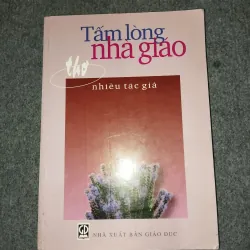 Tấm lòng
nhà giáo
thơ
nhiều tác giả
NHÀ XUẤT BẢN GIÁO DỤC